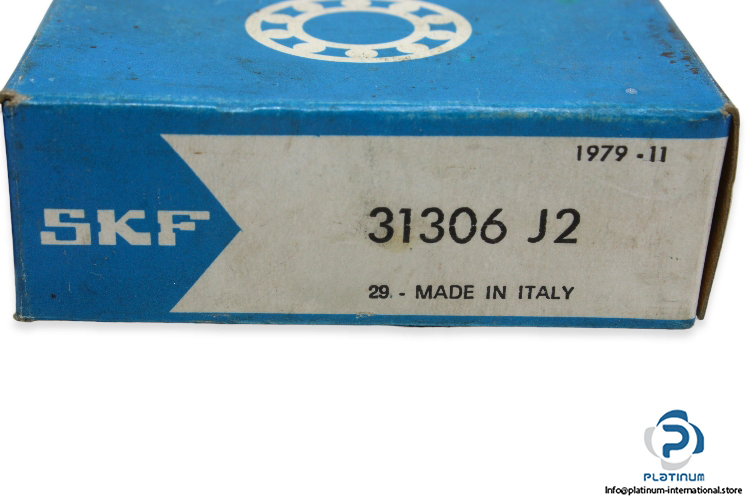 1979-11
SKF
31306 J2
29. - MADE IN ITALY
PLATINUM
Info@platinum-international.store